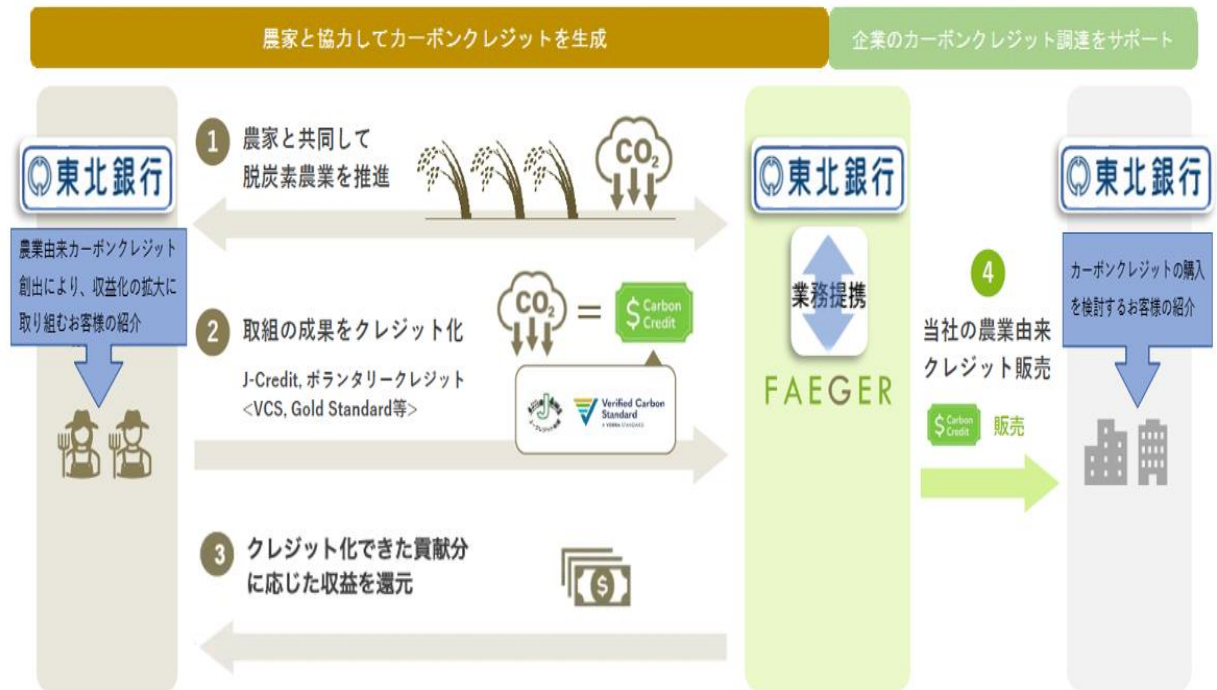 農家と協力してカーボンクレジットを生成
企業のカーボンクレジット調達をサポート
東北銀行
農業由来カーボンクレジット
創出により、収益化の拡大に
取り組むお客様の紹介
1
農家と共同して
脱炭素農業を推進
CO2
2
取組の成果をクレジット化
J-Credit, ボランタリークレジット
<VCS, Gold Standard等>
CO2
=
$ Carbon
Credit
J
Verified Carbon
Standard
A VERRA STANDARD
3
クレジット化できた貢献分
に応じた収益を還元
$
東北銀行
業務提携
FAEGER
4
当社の農業由来
クレジット販売
$ Carbon
Credit
販売
東北銀行
カーボンクレジットの購入
を検討するお客様の紹介